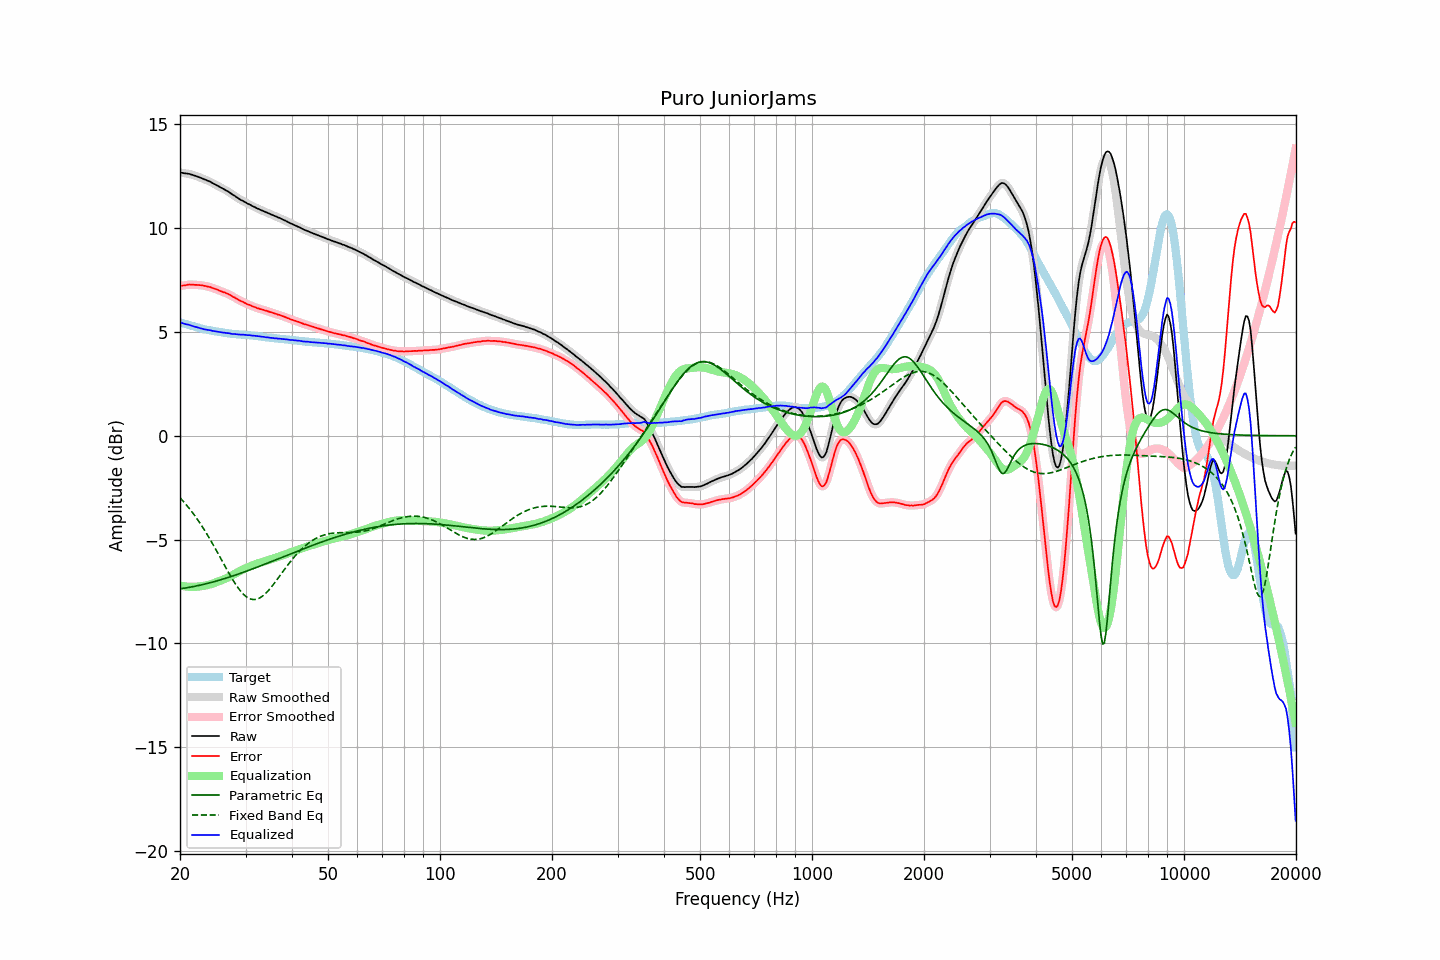 Puro JuniorJams
Amplitude (dBr)
15
10
5
0
−5
−10
−15
−20
Target
Raw Smoothed
Error Smoothed
Raw
Error
Equalization
Parametric Eq
Fixed Band Eq
Equalized
20 50 100 200 500 1000 2000 5000 10000 20000
Frequency (Hz)